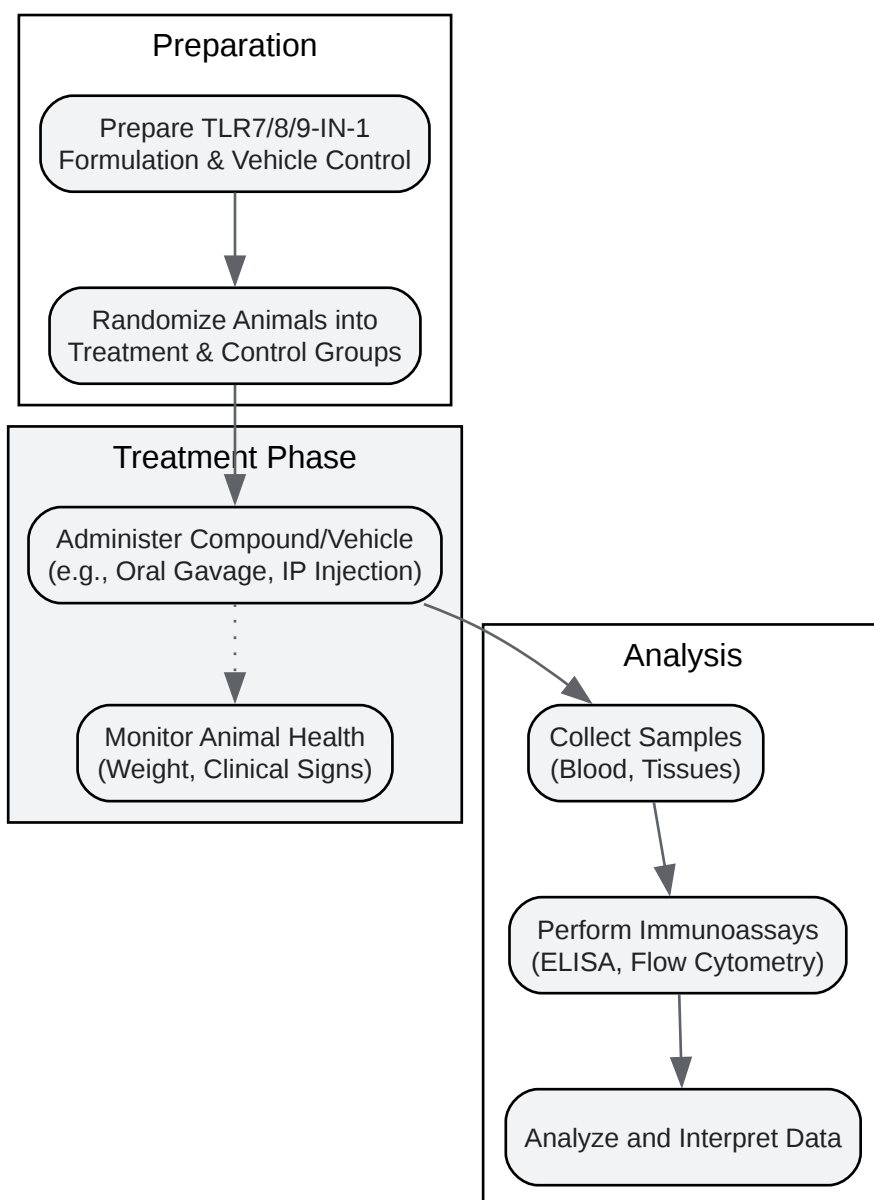 Preparation
Prepare TLR7/8/9-IN-1
Formulation & Vehicle Control
Randomize Animals into
Treatment & Control Groups
Treatment Phase
Administer Compound/Vehicle
(e.g., Oral Gavage, IP Injection)
Monitor Animal Health
(Weight, Clinical Signs)
Analysis
Collect Samples
(Blood, Tissues)
Perform Immunoassays
(ELISA, Flow Cytometry)
Analyze and Interpret Data